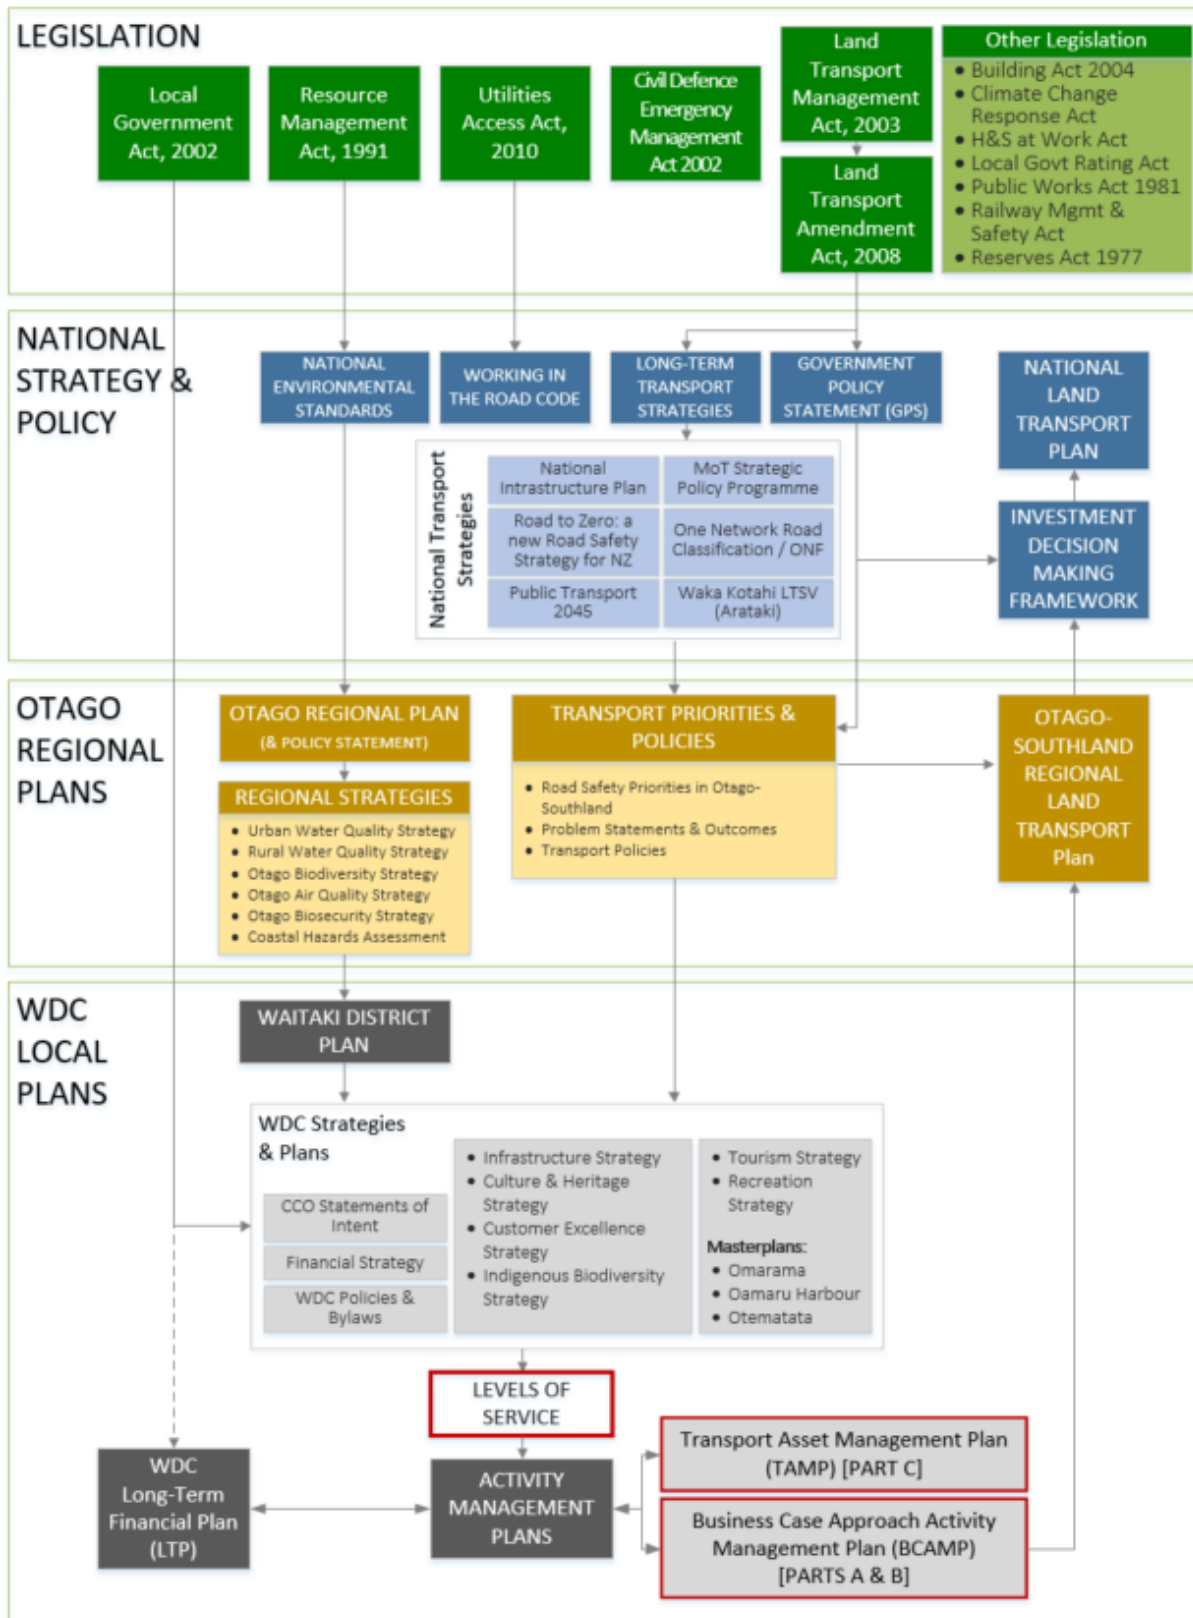 LEGISLATION
Local
Government
Act, 2002
Resource
Management
Act, 1991
Utilities
Access Act,
2010
Civil Defence
Emergency
Management
Act 2002
Land
Transport
Management
Act, 2003
Land
Transport
Amendment
Act, 2008
Other Legislation
• Building Act 2004
• Climate Change
Response Act
• H&S at Work Act
• Local Govt Rating Act
• Public Works Act 1981
• Railway Mgmt &
Safety Act
• Reserves Act 1977
NATIONAL
STRATEGY &
POLICY
NATIONAL
ENVIRONMENTAL
STANDARDS
WORKING IN
THE ROAD CODE
LONG-TERM
TRANSPORT
STRATEGIES
GOVERNMENT
POLICY
STATEMENT (GPS)
NATIONAL
LAND
TRANSPORT
PLAN
National Transport
Strategies
National
Intrastructure Plan
MoT Strategic
Policy Programme
Road to Zero: a
new Road Safety
Strategy for NZ
One Network Road
Classification / ONF
Public Transport
2045
Waka Kotahi LTSV
(Arataki)
INVESTMENT
DECISION
MAKING
FRAMEWORK
OTAGO
REGIONAL
PLANS
OTAGO REGIONAL PLAN
(& POLICY STATEMENT)
REGIONAL STRATEGIES
• Urban Water Quality Strategy
• Rural Water Quality Strategy
• Otago Biodiversity Strategy
• Otago Air Quality Strategy
• Otago Biosecurity Strategy
• Coastal Hazards Assessment
TRANSPORT PRIORITIES &
POLICIES
• Road Safety Priorities in Otago-
Southland
• Problem Statements & Outcomes
• Transport Policies
OTAGO-
SOUTHLAND
REGIONAL
LAND
TRANSPORT
Plan
WDC
LOCAL
PLANS
WAITAKI DISTRICT
PLAN
WDC Strategies
& Plans
CCO Statements of
Intent
Financial Strategy
WDC Policies &
Bylaws
• Infrastructure Strategy
• Culture & Heritage
Strategy
• Customer Excellence
Strategy
• Indigenous Biodiversity
Strategy
• Tourism Strategy
• Recreation
Strategy
Masterplans:
• Omarama
• Oamaru Harbour
• Otematata
LEVELS OF
SERVICE
WDC
Long-Term
Financial Plan
(LTP)
ACTIVITY
MANAGEMENT
PLANS
Transport Asset Management Plan
(TAMP) [PART C]
Business Case Approach Activity
Management Plan (BCAMP)
[PARTS A & B]